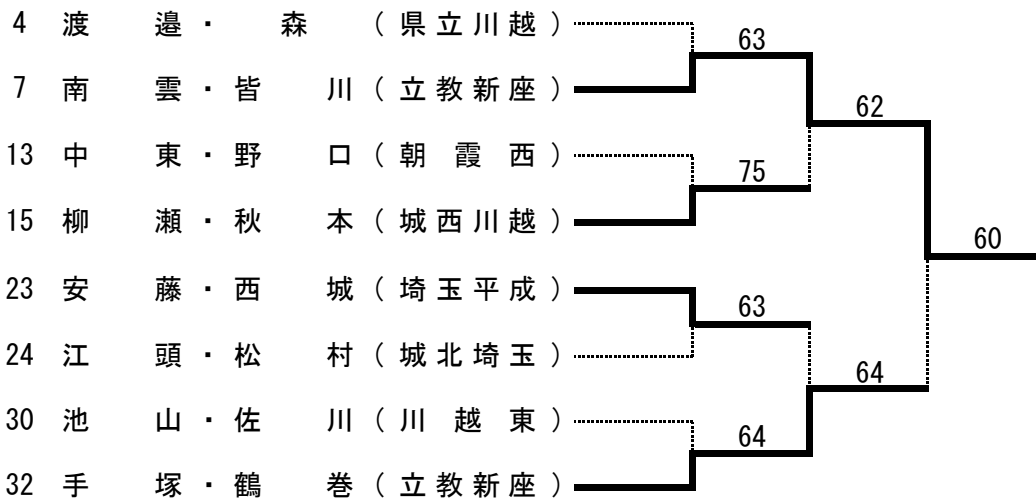 4 渡 邉 ・ 森 ( 県 立 川 越 )
63
7 南 雲 ・ 皆 川 ( 立 教 新 座 )
62
13 中 東 ・ 野 口 ( 朝 霞 西 )
75
15 柳 瀬 ・ 秋 本 ( 城 西 川 越 )
60
23 安 藤 ・ 西 城 ( 埼 玉 平 成 )
63
24 江 頭 ・ 松 村 ( 城 北 埼 玉 )
64
30 池 山 ・ 佐 川 ( 川 越 東 )
64
32 手 塚 ・ 鶴 巻 ( 立 教 新 座 )